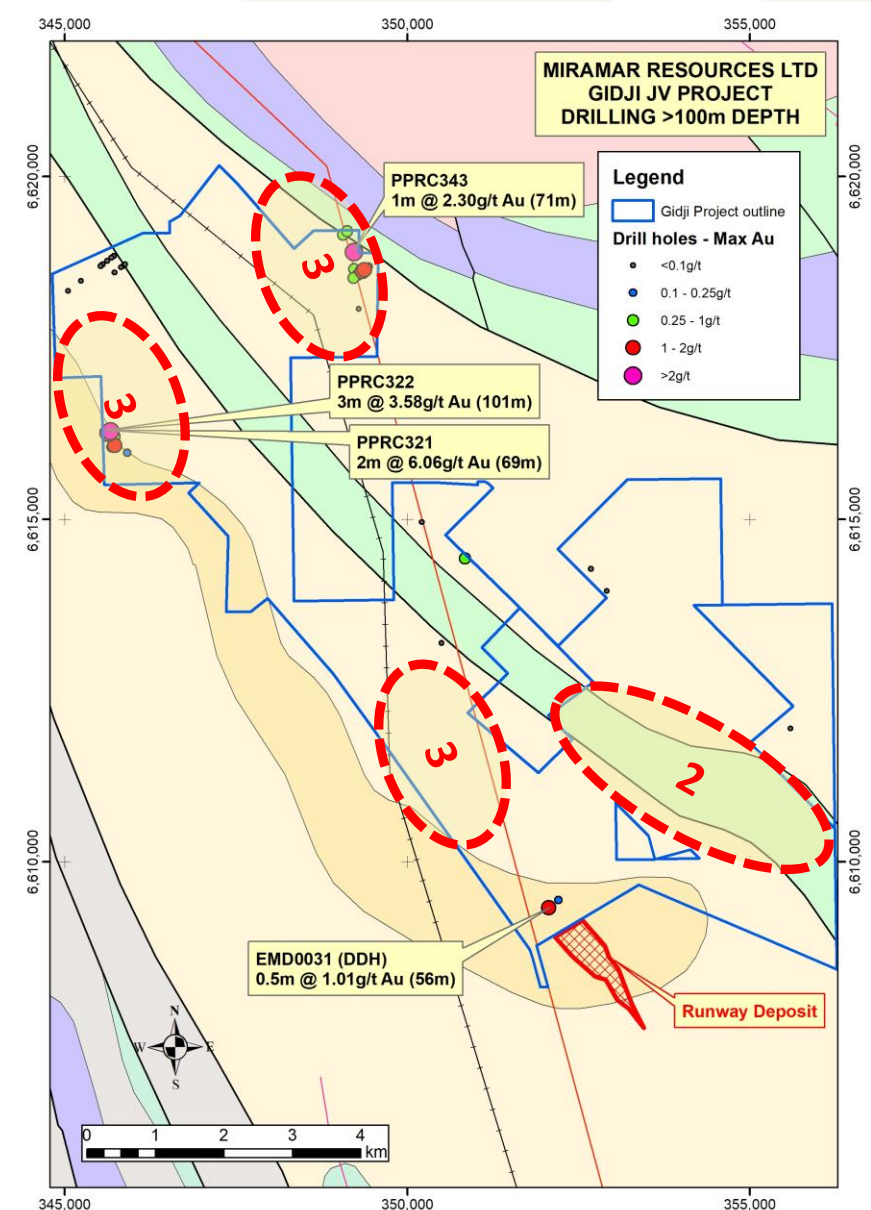 345,000
350,000
355,000
MIRAMAR RESOURCES LTD
GIDJI JV PROJECT
DRILLING >100m DEPTH
6,620,000
6,620,000
PPRC343
1m @ 2.30g/t Au (71m)
Legend
Gidji Project outline
Drill holes - Max Au
<0.1g/t
0.1 - 0.25g/t
0.25 - 1g/t
1 - 2g/t
>2g/t
3
3
PPRC322
3m @ 3.58g/t Au (101m)
PPRC321
2m @ 6.06g/t Au (69m)
6,615,000
6,615,000
3
2
6,610,000
6,610,000
EMD0031 (DDH)
0.5m @ 1.01g/t Au (56m)
Runway Deposit
N
W
E
S
0 1 2 3 4
km
345,000
350,000
355,000